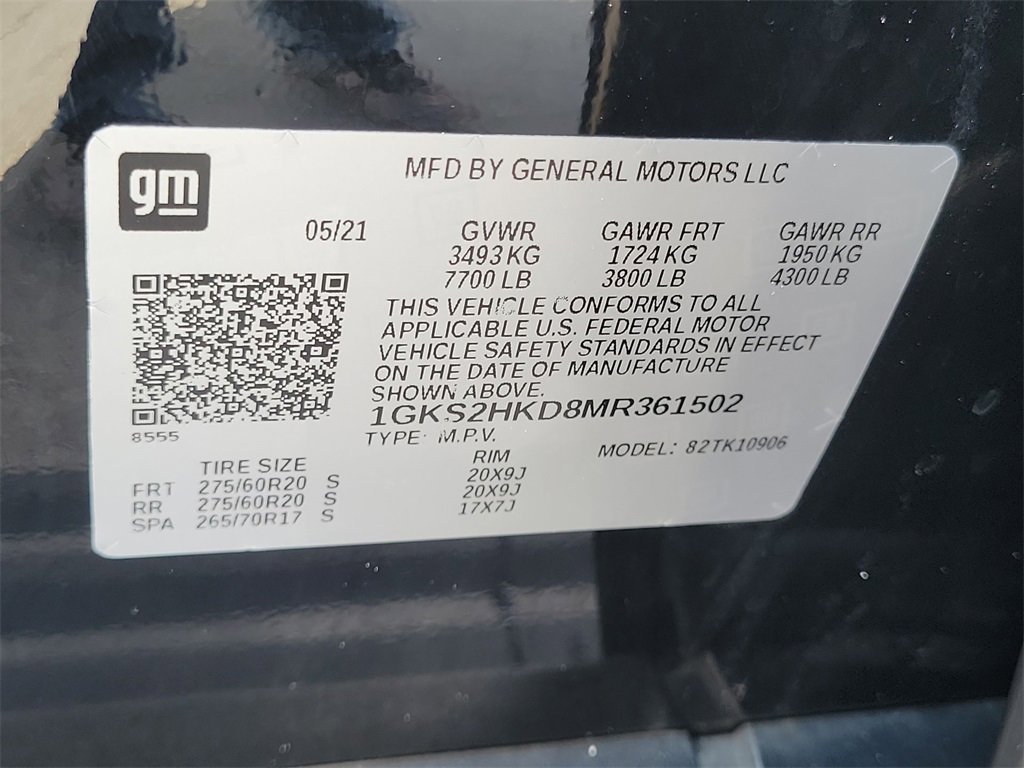 gm
MFD BY GENERAL MOTORS LLC
05/21 GVWR GAWR FRT GAWR RR
3493 KG 1724 KG 1950 KG
7700 LB 3800 LB 4300 LB
THIS VEHICLE CONFORMS TO ALL
APPLICABLE U.S. FEDERAL MOTOR
VEHICLE SAFETY STANDARDS IN EFFECT
ON THE DATE OF MANUFACTURE
SHOWN ABOVE.
1GKS2HKD8MR361502
8555
TYPE: M.P.V. MODEL: 82TK10906
TIRE SIZE RIM
FRT 275/60R20 S 20X9J
RR 275/60R20 S 20X9J
SPA 265/70R17 S 17X7J